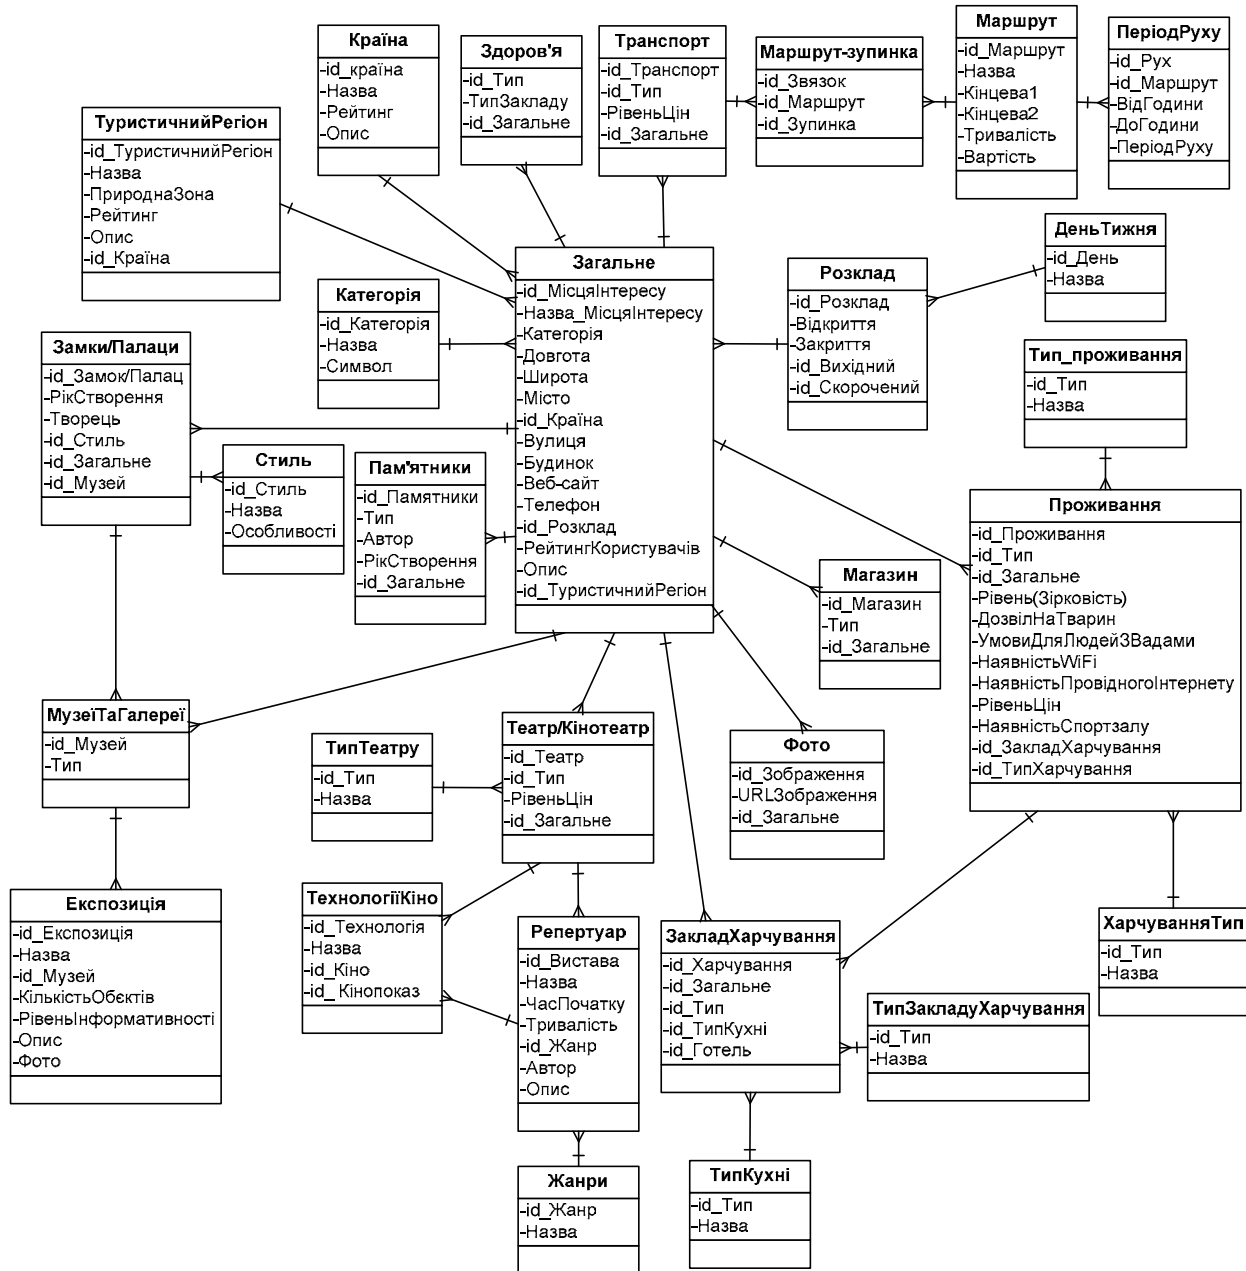 Країна
-id_країна
-Назва
-Рейтинг
-Опис
Здоров'я
-id_Тип
-ТипЗакладу
-id_Загальне
Транспорт
-id_Транспорт
-id_Тип
-РівеньЦін
-id_Загальне
Маршрут-зупинка
-id_Звязок
-id_Маршрут
-id_Зупинка
Маршрут
-id_Маршрут
-Назва
-Кінцева1
-Кінцева2
-Тривалість
-Вартість
ПеріодРуху
-id_Рух
-id_Маршрут
-ВідГодини
-ДоГодини
-ПеріодРуху
ТуристичнийРегіон
-id_ТуристичнийРегіон
-Назва
-ПрироднаЗона
-Рейтинг
-Опис
-id_Країна
Категорія
-id_Категорія
-Назва
-Символ
Загальне
-id_МісцяІнтересу
-Назва_МісцяІнтересу
-Категорія
-Довгота
-Широта
-Місто
-id_Країна
-Вулиця
-Будинок
-Веб-сайт
-Телефон
-id_Розклад
-РейтингКористувачів
-Опис
-id_ТуристичнийРегіон
Розклад
-id_Розклад
-Відкриття
-Закриття
-id_Вихідний
-id_Скорочений
ДеньТижня
-id_День
-Назва
Тип_проживання
-id_Тип
-Назва
Замки/Палаци
-id_Замок/Палац
-РікСтворення
-Творець
-id_Стиль
-id_Загальне
-id_Музей
Стиль
-id_Стиль
-Назва
-Особливості
Пам'ятники
-id_Памятники
-Тип
-Автор
-РікСтворення
-id_Загальне
Проживання
-id_Проживання
-id_Тип
-id_Загальне
-Рівень(Зірковість)
-ДозвілНаТварин
-УмовиДляЛюдейЗВадами
-НаявністьWiFi
-НаявністьПровідногоІнтернету
-РівеньЦін
-НаявністьСпортзалу
-id_ЗакладХарчування
-id_ТипХарчування
Магазин
-id_Магазин
-Тип
-id_Загальне
МузеїТаГалереї
-id_Музей
-Тип
ТипТеатру
-id_Тип
-Назва
Театр/Кінотеатр
-id_Театр
-id_Тип
-РівеньЦін
-id_Загальне
Фото
-id_Зображення
-URLЗображення
-id_Загальне
Експозиція
-id_Експозиція
-Назва
-id_Музей
-КількістьОбєктів
-РівеньІнформативності
-Опис
-Фото
ТехнологіїКіно
-id_Технологія
-Назва
-id_Кіно
-id_ Кінопоказ
Репертуар
-id_Вистава
-Назва
-ЧасПочатку
-Тривалість
-id_Жанр
-Автор
-Опис
ЗакладХарчування
-id_Харчування
-id_Загальне
-id_Тип
-id_ТипКухні
-id_Готель
ХарчуванняТип
-id_Тип
-Назва
ТипЗакладуХарчування
-id_Тип
-Назва
Жанри
-id_Жанр
-Назва
ТипКухні
-id_Тип
-Назва